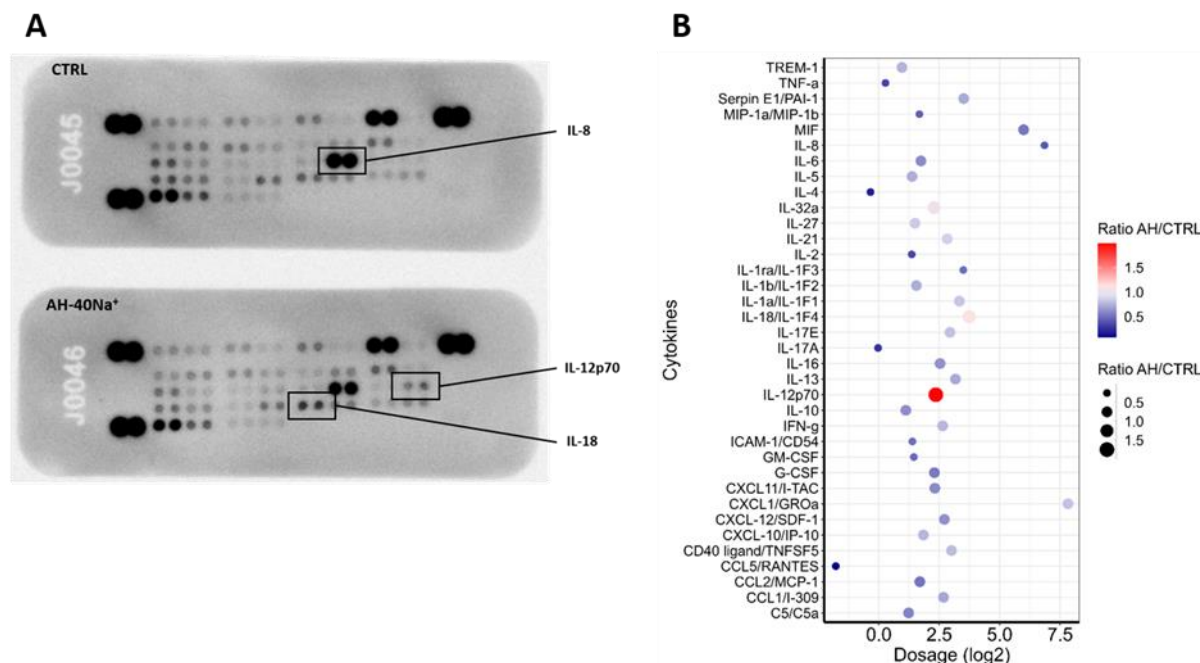 A
CTRL
J0045
IL-8
AH-40Na⁺
J0046
IL-12p70
IL-18
B
Cytokines
TREM-1
TNF-a
Serpin E1/PAI-1
MIP-1a/MIP-1b
MIF
IL-8
IL-6
IL-5
IL-4
IL-32a
IL-27
IL-21
IL-2
IL-1ra/IL-1F3
IL-1b/IL-1F2
IL-1a/IL-1F1
IL-18/IL-1F4
IL-17E
IL-17A
IL-16
IL-13
IL-12p70
IL-10
IFN-g
ICAM-1/CD54
GM-CSF
G-CSF
CXCL11/I-TAC
CXCL1/GROa
CXCL-12/SDF-1
CXCL-10/IP-10
CD40 ligand/TNFSF5
CCL5/RANTES
CCL2/MCP-1
CCL1/I-309
C5/C5a
0.0 2.5 5.0 7.5
Dosage (log2)
Ratio AH/CTRL
1.5
1.0
0.5
Ratio AH/CTRL
0.5
1.0
1.5